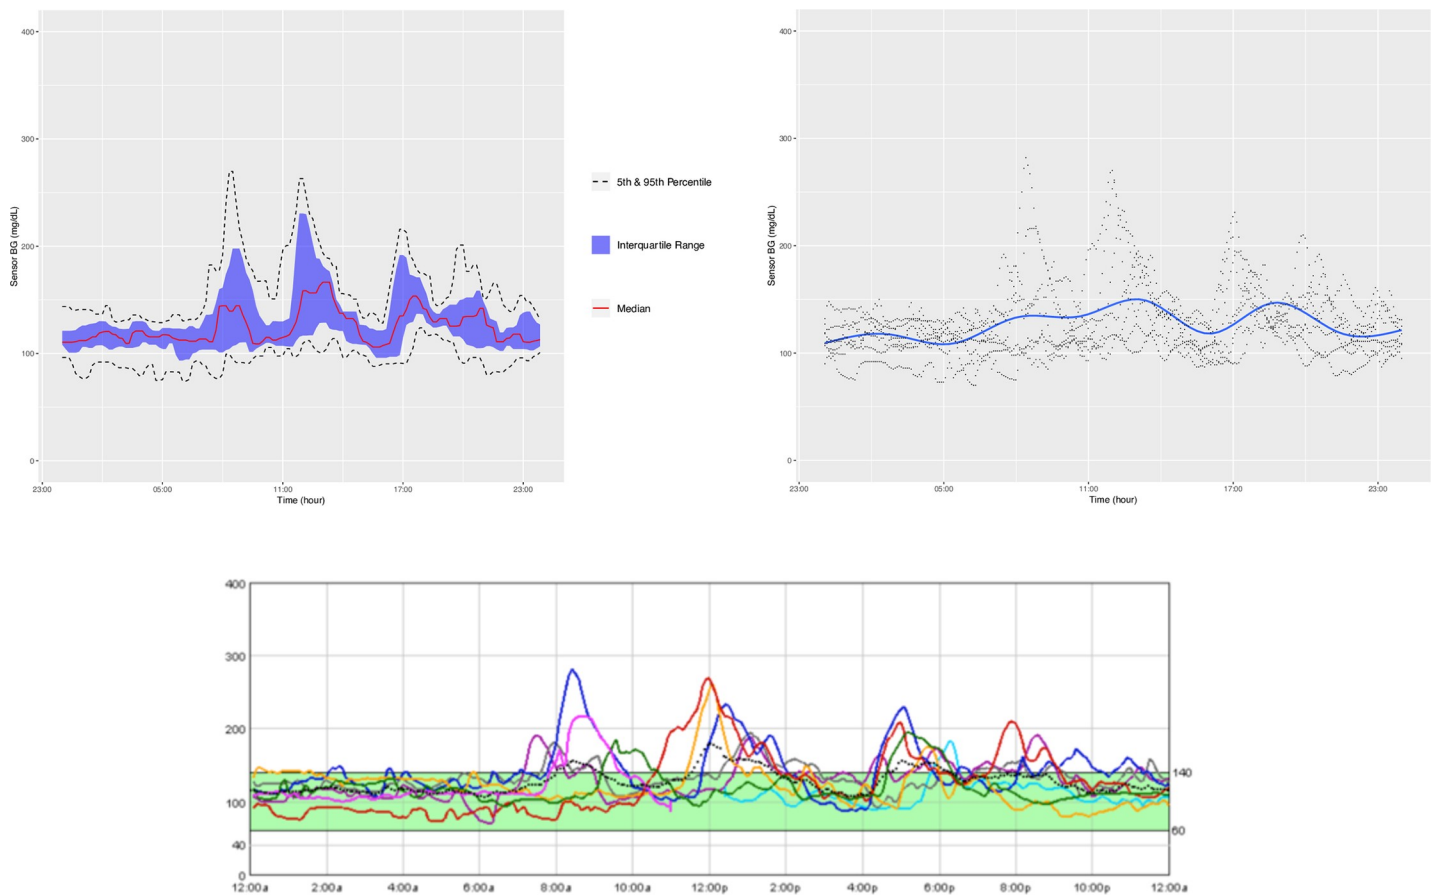 400
300
200
100
0
Sensor BG (mg/dL)
23:00 05:00 11:00 17:00 23:00
Time (hour)
5th & 95th Percentile
Interquartile Range
Median
400
300
200
100
0
Sensor BG (mg/dL)
23:00 05:00 11:00 17:00 23:00
Time (hour)
400
300
200
100
40
0
140
60
12:00a 2:00a 4:00a 6:00a 8:00a 10:00a 12:00p 2:00p 4:00p 6:00p 8:00p 10:00p 12:00a